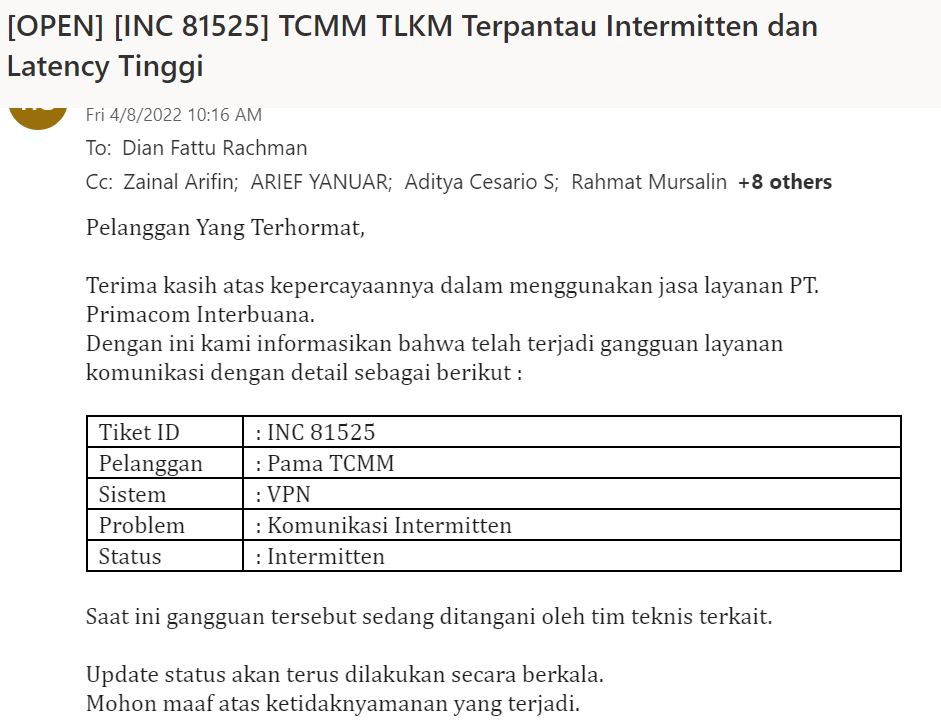 [OPEN] [INC 81525] TCMM TLKM Terpantau Intermitten dan
Latency Tinggi
Fri 4/8/2022 10:16 AM
To: Dian Fattu Rachman
Cc: Zainal Arifin; ARIEF YANUAR; Aditya Cesario S; Rahmat Mursalin +8 others
Pelanggan Yang Terhormat,
Terima kasih atas kepercayaannya dalam menggunakan jasa layanan PT.
Primacom Interbuana.
Dengan ini kami informasikan bahwa telah terjadi gangguan layanan
komunikasi dengan detail sebagai berikut :
Tiket ID : INC 81525
Pelanggan : Pama TCMM
Sistem : VPN
Problem : Komunikasi Intermitten
Status : Intermitten
Saat ini gangguan tersebut sedang ditangani oleh tim teknis terkait.
Update status akan terus dilakukan secara berkala.
Mohon maaf atas ketidaknyamanan yang terjadi.